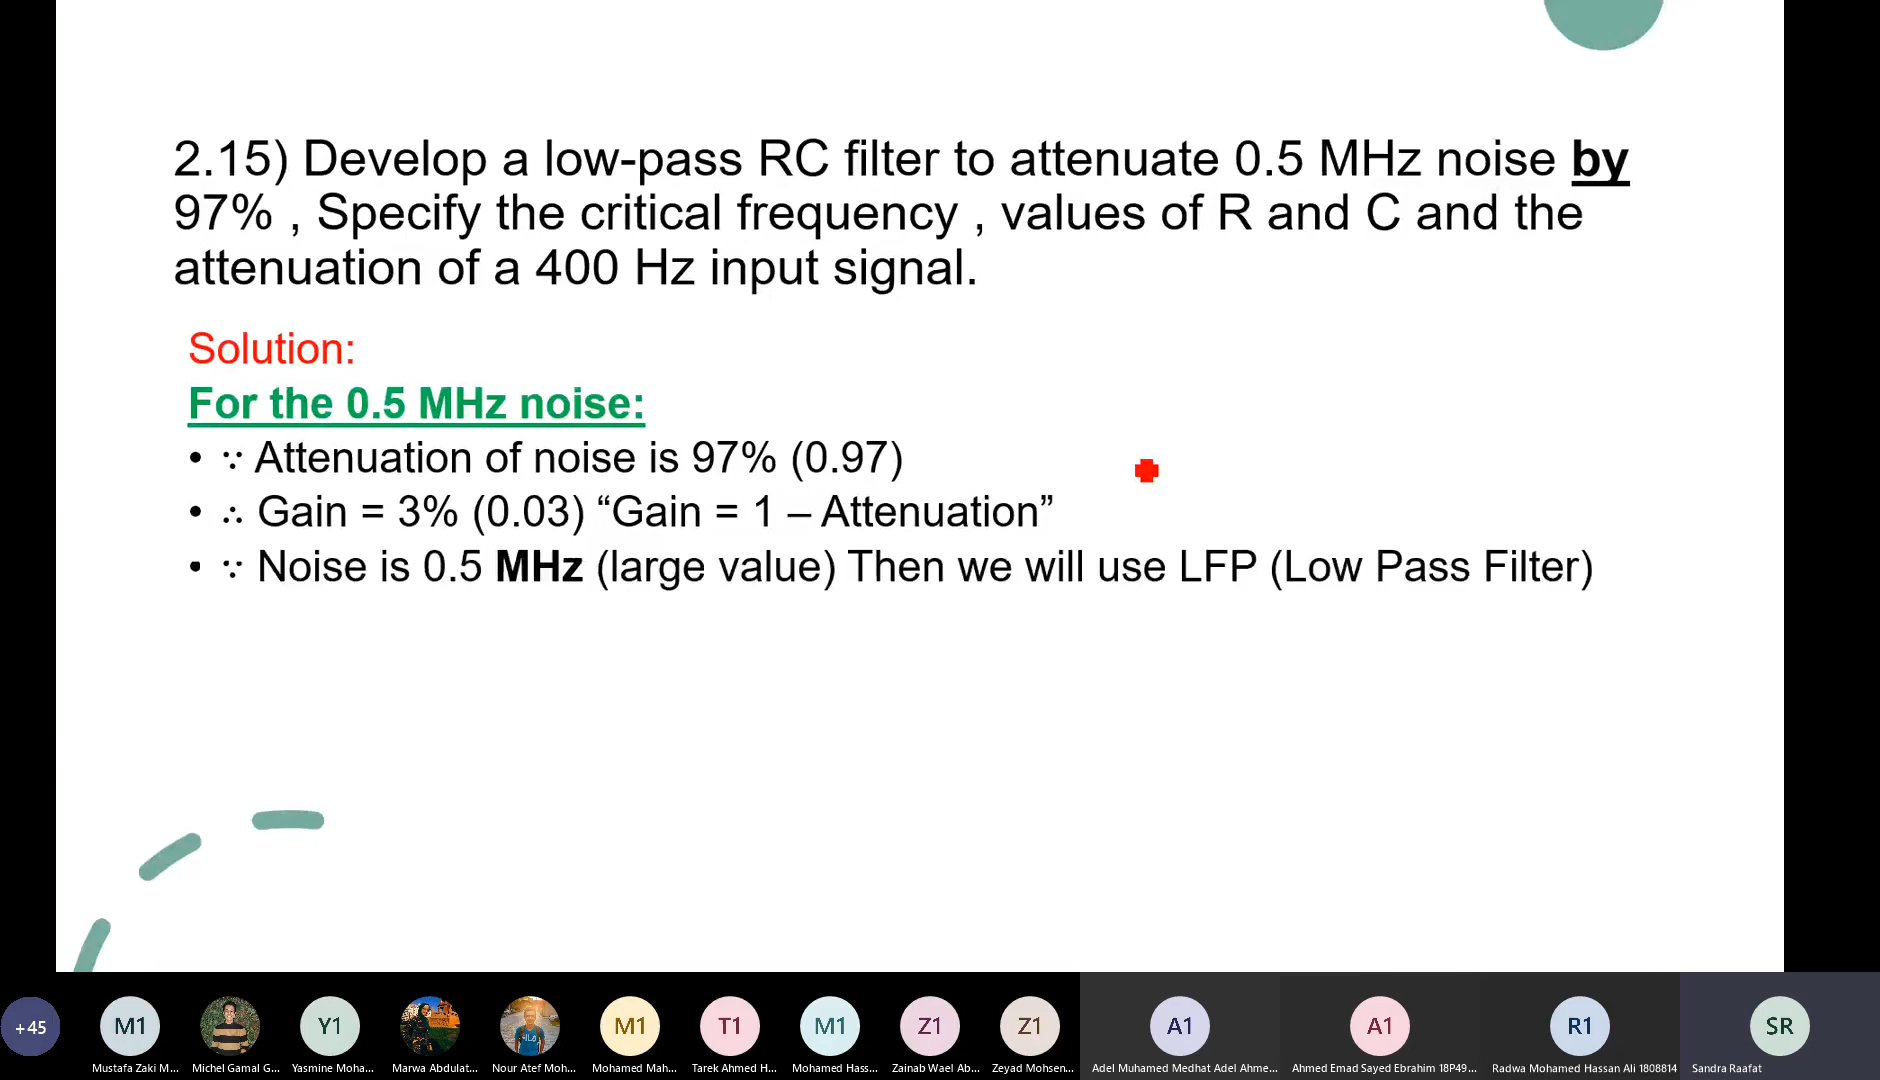 2.15) Develop a low-pass RC filter to attenuate 0.5 MHz noise by
97% , Specify the critical frequency , values of R and C and the
attenuation of a 400 Hz input signal.
Solution:
For the 0.5 MHz noise:
• ∵ Attenuation of noise is 97% (0.97)
• ∴ Gain = 3% (0.03) “Gain = 1 – Attenuation”
• ∵ Noise is 0.5 MHz (large value) Then we will use LFP (Low Pass Filter)
+45
M1
Y1
M1
T1
M1
Z1
Z1
A1
A1
R1
SR
Mustafa Zaki M...
Michel Gamal G...
Yasmine Moha...
Marwa Abdulat...
Nour Atef Moh...
Mohamed Mah...
Tarek Ahmed H...
Mohamed Hass...
Zainab Wael Ab...
Zeyad Mohsen...
Adel Muhamed Medhat Adel Ahme...
Ahmed Emad Sayed Ebrahim 18P49...
Radwa Mohamed Hassan Ali 1808814
Sandra Raafat